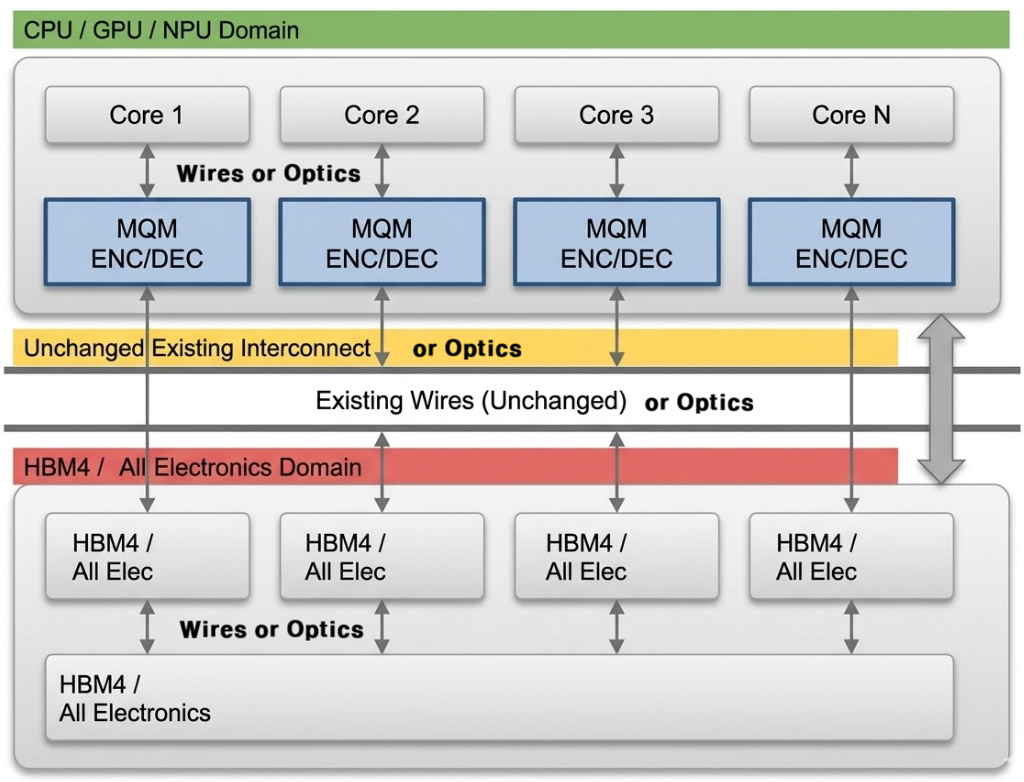 CPU / GPU / NPU Domain
Core 1
Core 2
Core 3
Core N
Wires or Optics
MQM
ENC/DEC
MQM
ENC/DEC
MQM
ENC/DEC
MQM
ENC/DEC
Unchanged Existing Interconnect or Optics
Existing Wires (Unchanged) or Optics
HBM4 / All Electronics Domain
HBM4 /
All Elec
HBM4 /
All Elec
HBM4 /
All Elec
HBM4 /
All Elec
Wires or Optics
HBM4 /
All Electronics